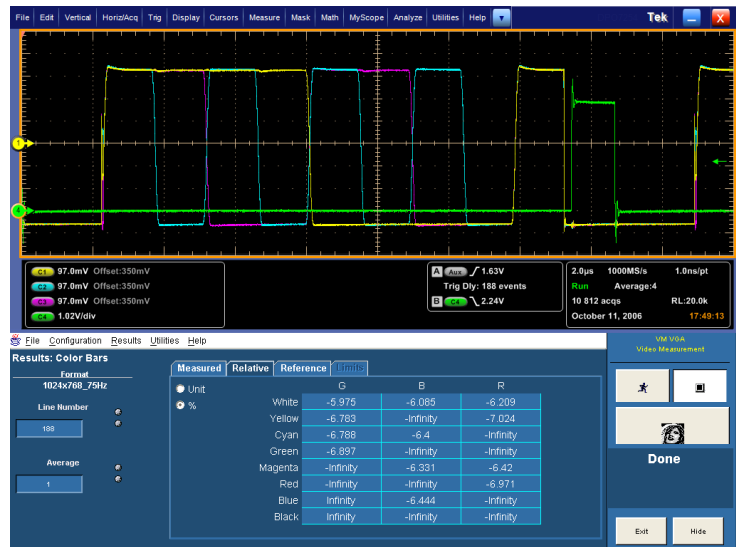 File Edit Vertical Horiz/Acq Trig Display Cursors Measure Mask Math MyScope Analyze Utilities Help Tek X
1
4
C1 97.0mV Offset:350mV
C2 97.0mV Offset:350mV
C3 97.0mV Offset:350mV
C4 1.02V/div
A Aux 1.63V
Trig Dly: 188 events
B C4 2.24V
2.0µs 1000MS/s 1.0ns/pt
Run Average:4
10 812 acqs RL:20.0k
October 11, 2006 17:49:13
File Configuration Results Utilities Help
VM VGA
Video Measurement
Results: Color Bars
Format
1024x768_75Hz
Line Number
188
Average
1
Measured Relative Reference Limits
Unit
%
G B R
White -5.975 -6.085 -6.209
Yellow -6.783 -Infinity -7.024
Cyan -6.788 -6.4 -Infinity
Green -6.897 -Infinity -Infinity
Magenta -Infinity -6.331 -6.42
Red -Infinity -Infinity -6.971
Blue Infinity -6.444 -Infinity
Black Infinity -Infinity -Infinity
Done
Exit Hide